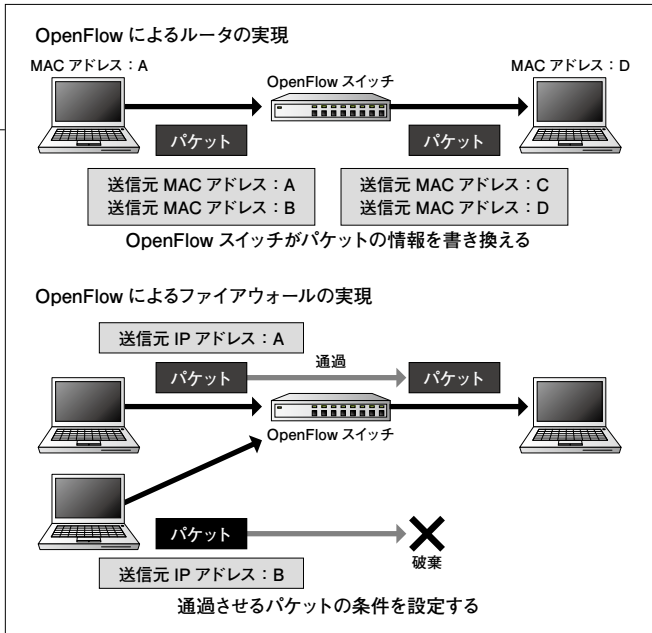 OpenFlow によるルータの実現
MAC アドレス：A
OpenFlow スイッチ
MAC アドレス：D
パケット
パケット
送信元 MAC アドレス：A
送信元 MAC アドレス：B
送信元 MAC アドレス：C
送信元 MAC アドレス：D
OpenFlow スイッチがパケットの情報を書き換える
OpenFlow によるファイアウォールの実現
送信元 IP アドレス：A
パケット
通過
パケット
OpenFlow スイッチ
パケット
破棄
送信元 IP アドレス：B
通過させるパケットの条件を設定する